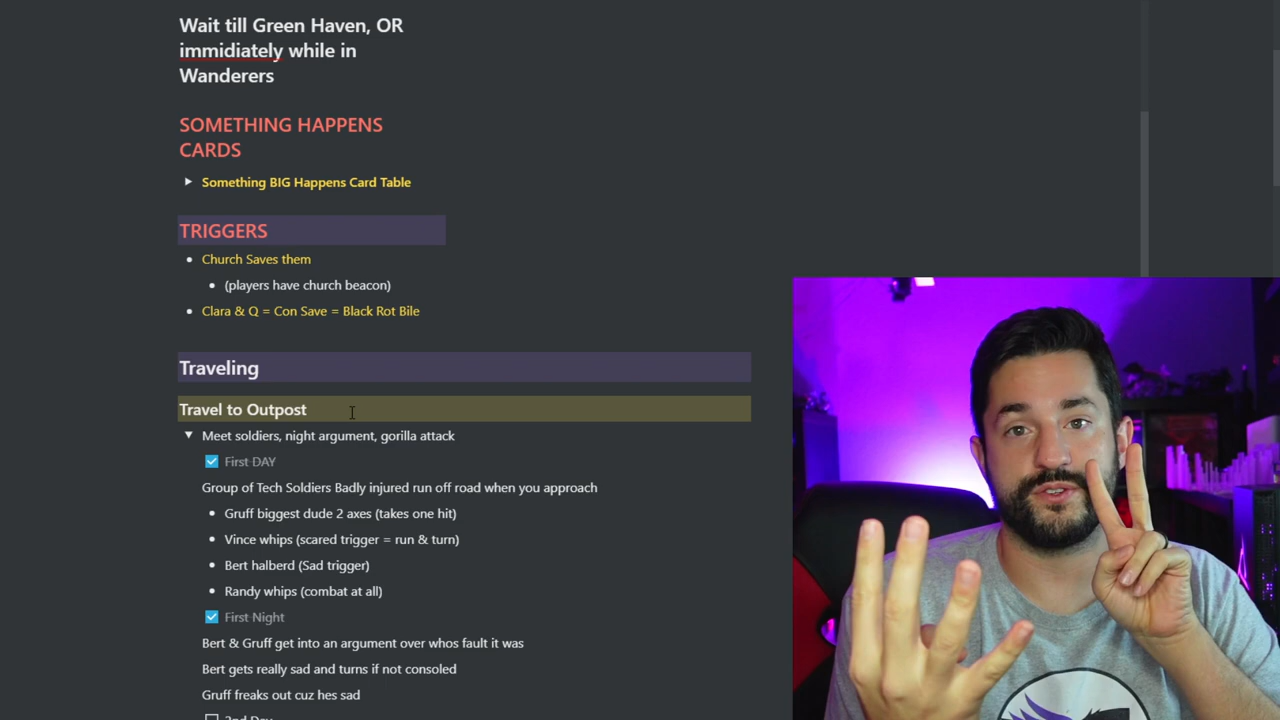 Wait till Green Haven, OR
immidiately while in
Wanderers
SOMETHING HAPPENS
CARDS
Something BIG Happens Card Table
TRIGGERS
Church Saves them
(players have church beacon)
Clara & Q = Con Save = Black Rot Bile
Traveling
Travel to Outpost
Meet soldiers, night argument, gorilla attack
First DAY
Group of Tech Soldiers Badly injured run off road when you approach
Gruff biggest dude 2 axes (takes one hit)
Vince whips (scared trigger = run & turn)
Bert halberd (Sad trigger)
Randy whips (combat at all)
First Night
Bert & Gruff get into an argument over whos fault it was
Bert gets really sad and turns if not consoled
Gruff freaks out cuz hes sad
2nd Day